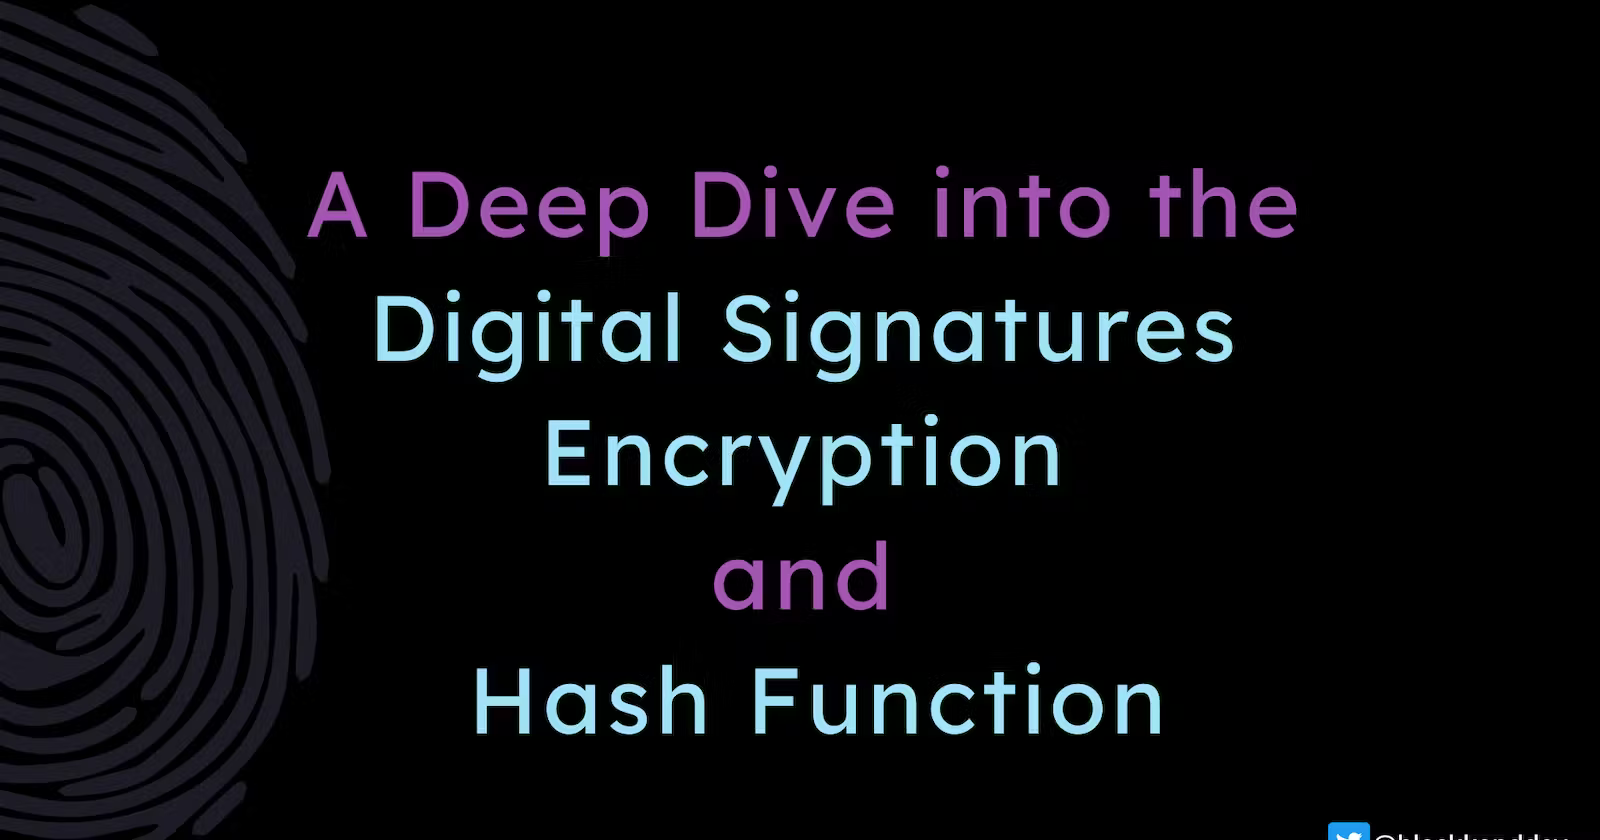 A Deep Dive into the
Digital Signatures
Encryption
and
Hash Function